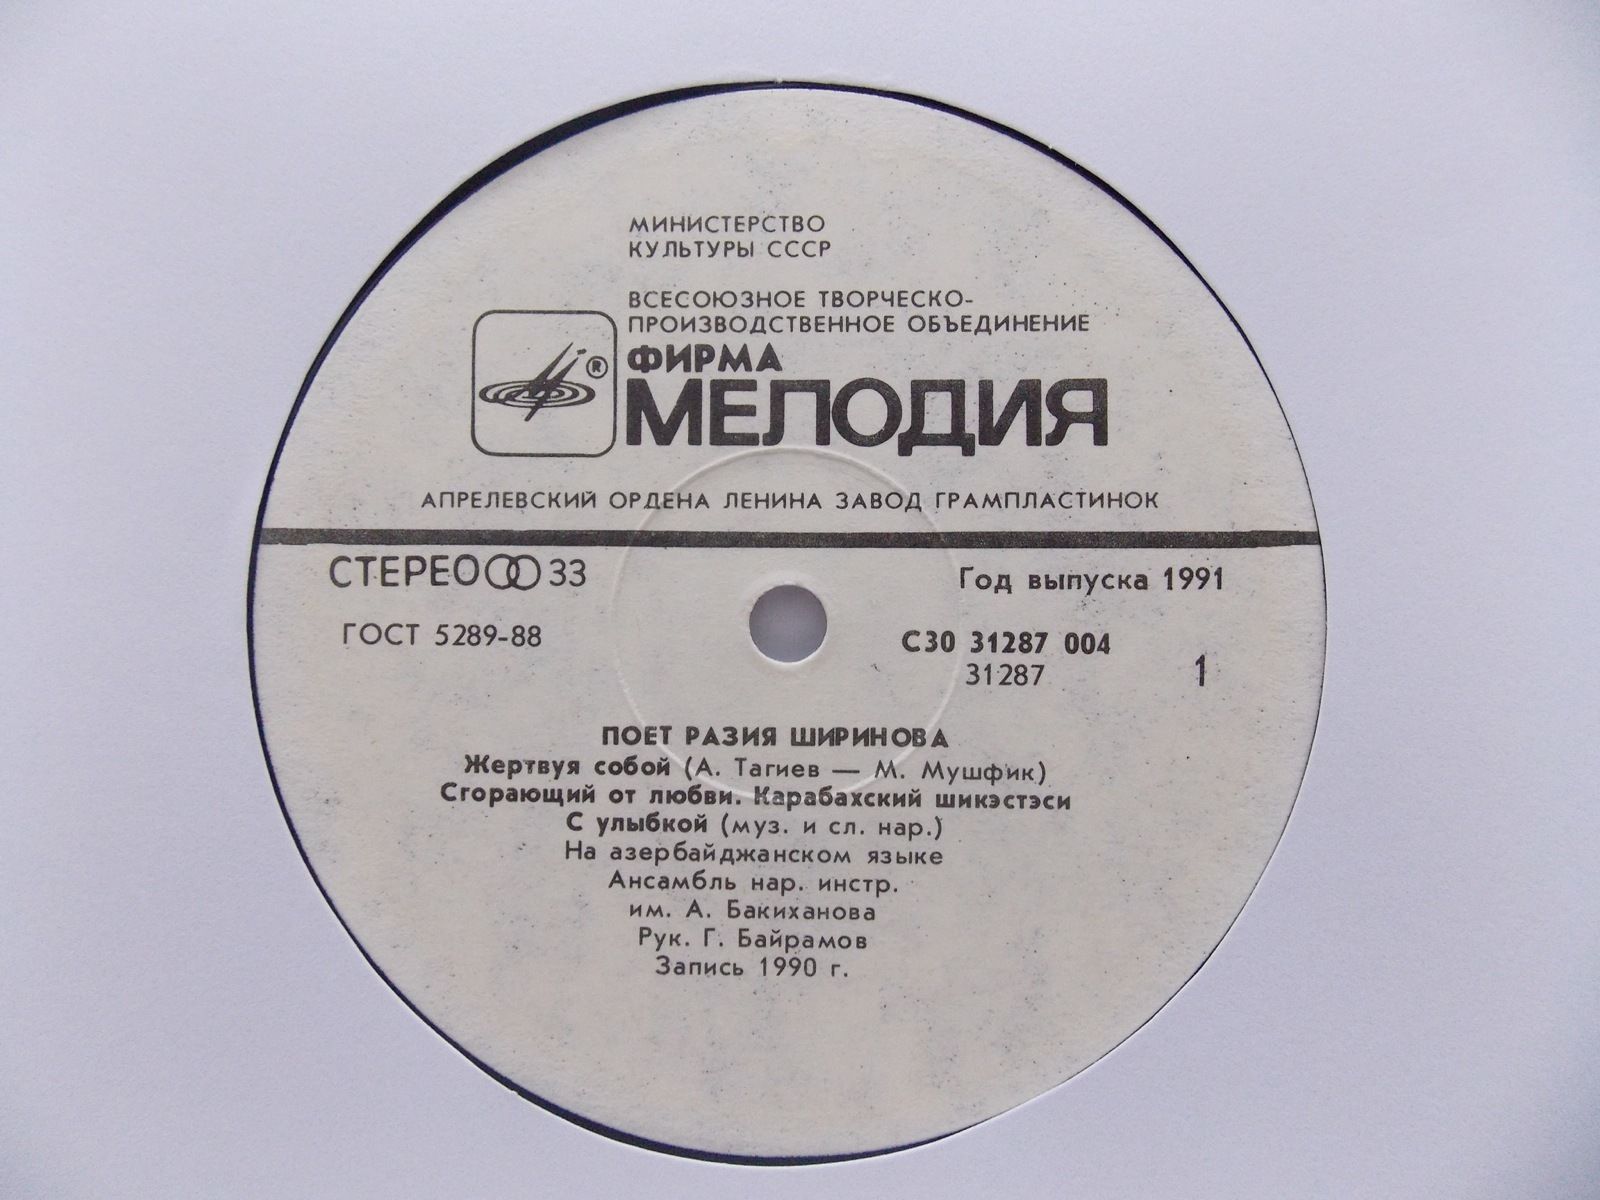 МИНИСТЕРСТВО
КУЛЬТУРЫ СССР
ВСЕСОЮЗНОЕ ТВОРЧЕСКО-
ПРОИЗВОДСТВЕННОЕ ОБЪЕДИНЕНИЕ
ФИРМА
®
МЕЛОДИЯ
АПРЕЛЕВСКИЙ ОРДЕНА ЛЕНИНА ЗАВОД ГРАМПЛАСТИНОК
СТЕРЕО 33
Год выпуска 1991
ГОСТ 5289-88
С30 31287 004
31287
1
ПОЕТ РАЗИЯ ШИРИНОВА
Жертвуя собой (А. Тагиев — М. Мушфик)
Сгорающий от любви. Карабахский шикэстэси
С улыбкой (муз. и сл. нар.)
На азербайджанском языке
Ансамбль нар. инстр.
им. А. Бакиханова
Рук. Г. Байрамов
Запись 1990 г.